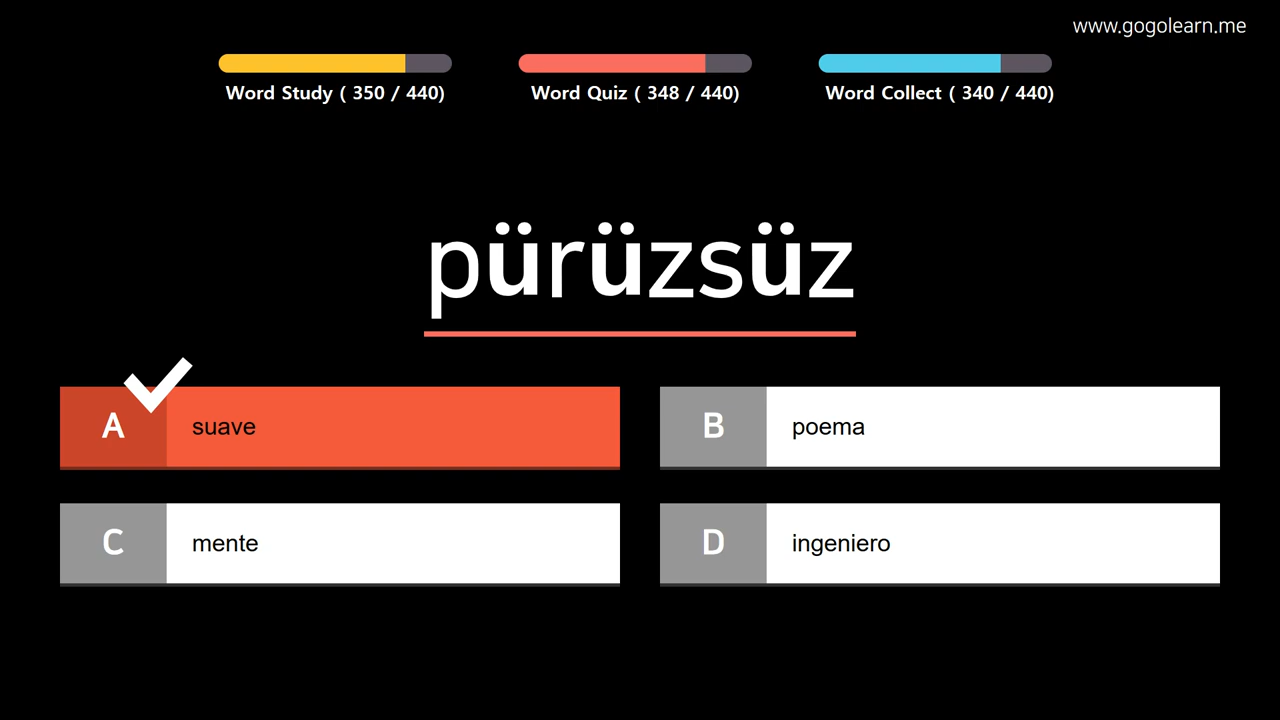 www.gogolearn.me
Word Study ( 350 / 440)
Word Quiz ( 348 / 440)
Word Collect ( 340 / 440)
pürüzsüz
A suave
B poema
C mente
D ingeniero